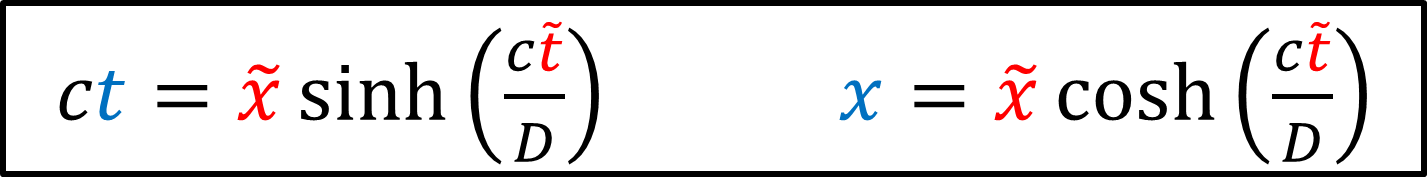 ct = x̃ sinh (ct̃/D)    x = x̃ cosh (ct̃/D)